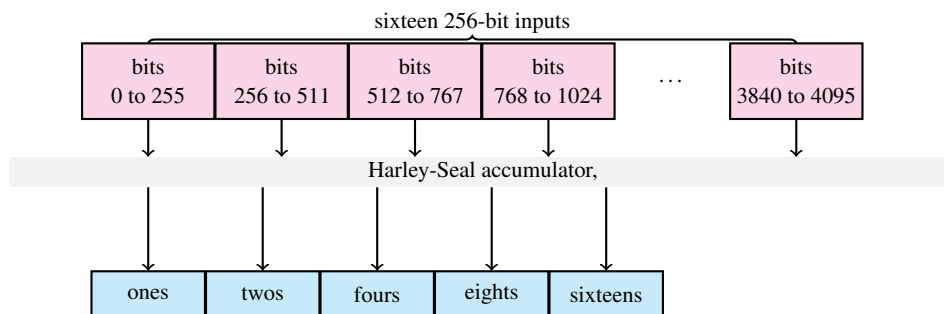 sixteen 256-bit inputs
bits bits bits bits bits
0 to 255 256 to 511 512 to 767 768 to 1024 ... 3840 to 4095
Harley-Seal accumulator,
ones twos fours eights sixteens